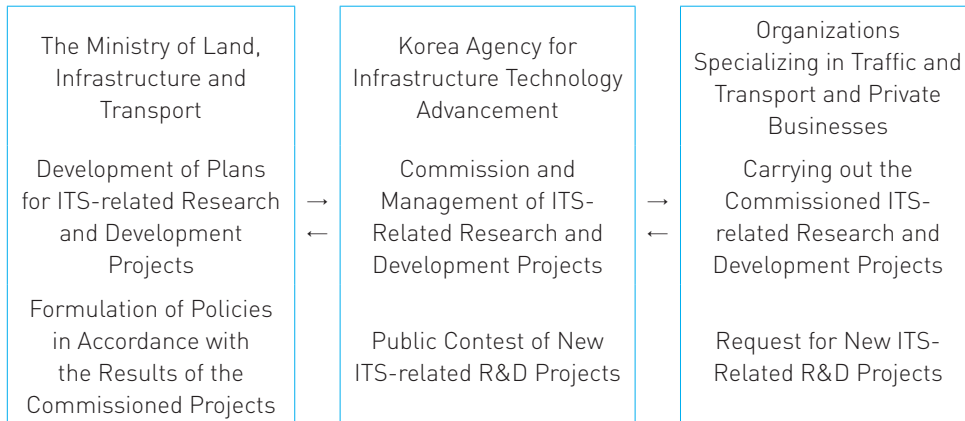 The Ministry of Land,
Infrastructure and
Transport
Development of Plans
for ITS-related Research
and Development
Projects
Formulation of Policies
in Accordance with
the Results of the
Commissioned Projects
→
←
Korea Agency for
Infrastructure Technology
Advancement
Commission and
Management of ITS-
Related Research and
Development Projects
Public Contest of New
ITS-related R&D Projects
→
←
Organizations
Specializing in Traffic and
Transport and Private
Businesses
Carrying out the
Commissioned ITS-
related Research and
Development Projects
Request for New ITS-
Related R&D Projects